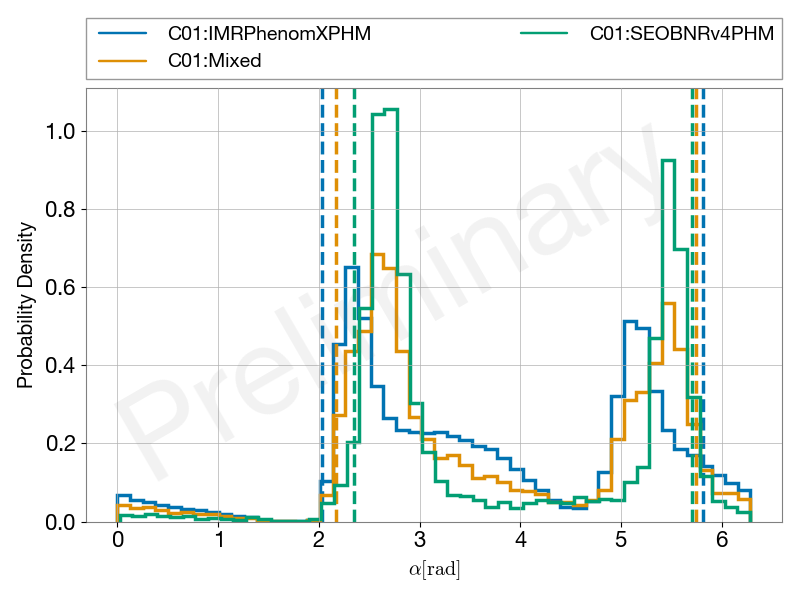 C01:IMRPhenomXPHM
C01:Mixed
C01:SEOBNRv4PHM
Preliminary
Probability Density
1.0
0.8
0.6
0.4
0.2
0.0
0 1 2 3 4 5 6
α[rad]